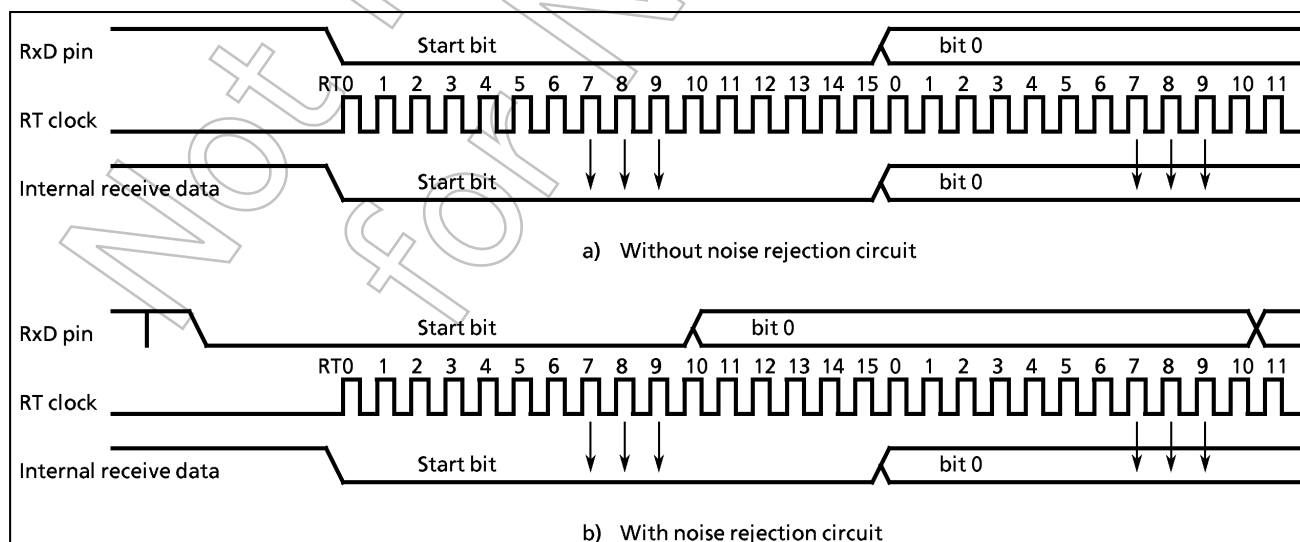 RxD pin Start bit bit 0
RT0 1 2 3 4 5 6 7 8 9 10 11 12 13 14 15 0 1 2 3 4 5 6 7 8 9 10 11
RT clock
Internal receive data Start bit bit 0
a) Without noise rejection circuit
RxD pin Start bit bit 0
RT0 1 2 3 4 5 6 7 8 9 10 11 12 13 14 15 0 1 2 3 4 5 6 7 8 9 10 11
RT clock
Internal receive data Start bit bit 0
b) With noise rejection circuit
Not
for N